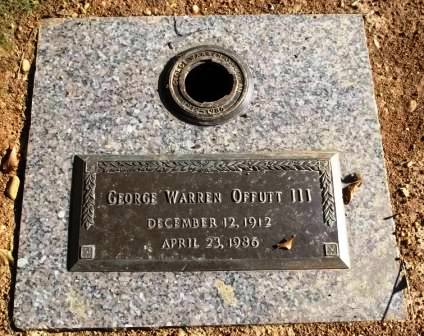 GEORGE WARREN OFFUTT III
DECEMBER 12, 1912
APRIL 23, 1986